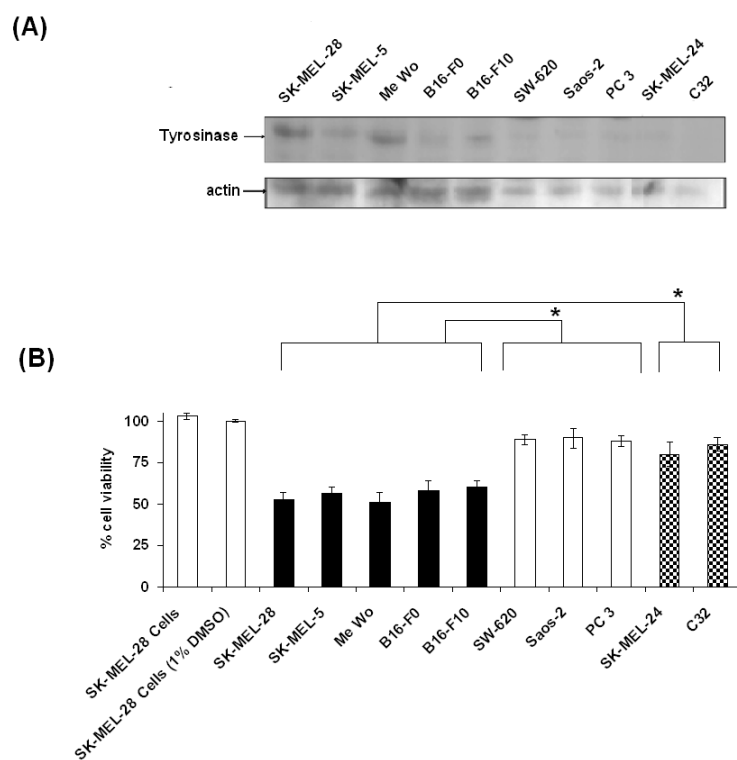 (A)
SK-MEL-28
SK-MEL-5
Me Wo
B16-F0
B16-F10
SW-620
Saos-2
PC 3
SK-MEL-24
C32
Tyrosinase
actin
*
*
(B)
% cell viability
100
75
50
25
0
SK-MEL-28 Cells
SK-MEL-28 Cells (1% DMSO)
SK-MEL-28
SK-MEL-5
Me Wo
B16-F0
B16-F10
SW-620
Saos-2
PC 3
SK-MEL-24
C32